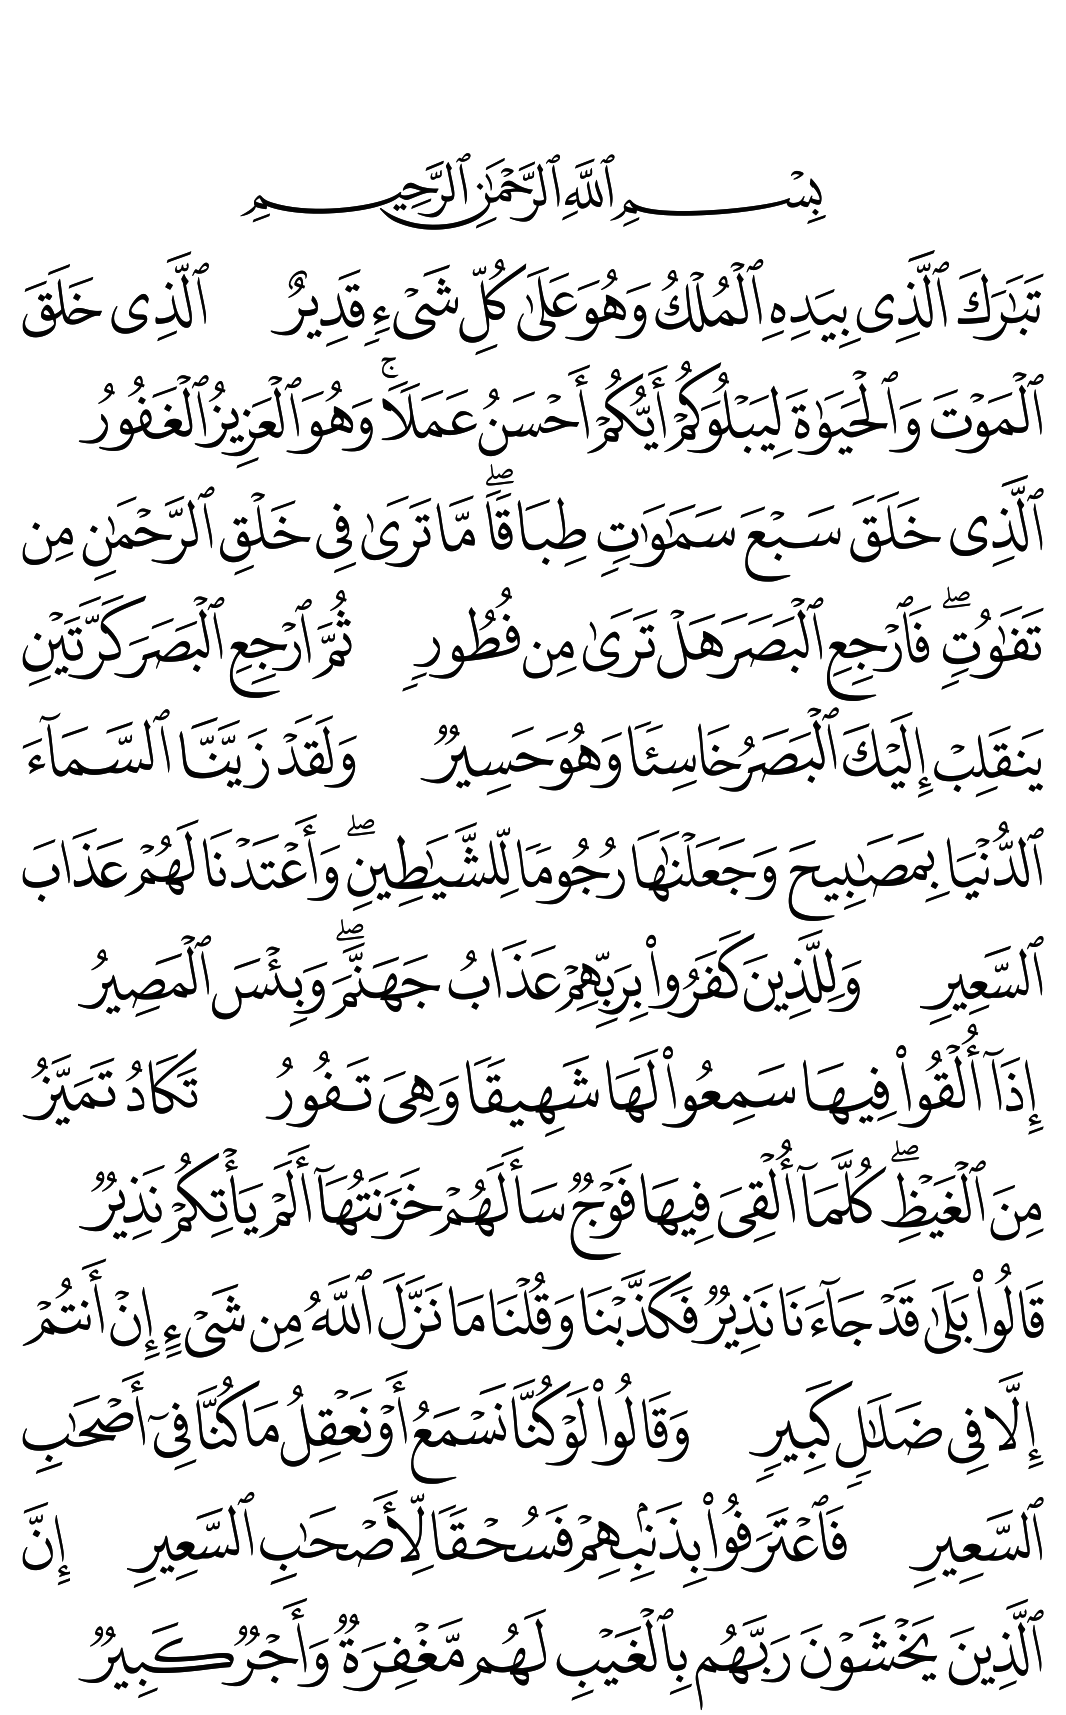 بِسْمِ ٱللَّهِ ٱلرَّحْمَٰنِ ٱلرَّحِيمِ
تَبَٰرَكَ ٱلَّذِى بِيَدِهِ ٱلْمُلْكُ وَهُوَ عَلَىٰ كُلِّ شَىْءٍ قَدِيرٌ ٱلَّذِى خَلَقَ
ٱلْمَوْتَ وَٱلْحَيَوٰةَ لِيَبْلُوَكُمْ أَيُّكُمْ أَحْسَنُ عَمَلًا ۚ وَهُوَ ٱلْعَزِيزُ ٱلْغَفُورُ
ٱلَّذِى خَلَقَ سَبْعَ سَمَٰوَٰتٍ طِبَاقًا ۖ مَّا تَرَىٰ فِى خَلْقِ ٱلرَّحْمَٰنِ مِن
تَفَٰوُتٍ ۖ فَٱرْجِعِ ٱلْبَصَرَ هَلْ تَرَىٰ مِن فُطُورٍ ثُمَّ ٱرْجِعِ ٱلْبَصَرَ كَرَّتَيْنِ
يَنقَلِبْ إِلَيْكَ ٱلْبَصَرُ خَاسِئًا وَهُوَ حَسِيرٌ وَلَقَدْ زَيَّنَّا ٱلسَّمَآءَ
ٱلدُّنْيَا بِمَصَٰبِيحَ وَجَعَلْنَٰهَا رُجُومًا لِّلشَّيَٰطِينِ ۖ وَأَعْتَدْنَا لَهُمْ عَذَابَ
ٱلسَّعِيرِ وَلِلَّذِينَ كَفَرُوا۟ بِرَبِّهِمْ عَذَابُ جَهَنَّمَ ۖ وَبِئْسَ ٱلْمَصِيرُ
إِذَآ أُلْقُوا۟ فِيهَا سَمِعُوا۟ لَهَا شَهِيقًا وَهِىَ تَفُورُ تَكَادُ تَمَيَّزُ
مِنَ ٱلْغَيْظِ ۖ كُلَّمَآ أُلْقِىَ فِيهَا فَوْجٌ سَأَلَهُمْ خَزَنَتُهَآ أَلَمْ يَأْتِكُمْ نَذِيرٌ
قَالُوا۟ بَلَىٰ قَدْ جَآءَنَا نَذِيرٌ فَكَذَّبْنَا وَقُلْنَا مَا نَزَّلَ ٱللَّهُ مِن شَىْءٍ إِنْ أَنتُمْ
إِلَّا فِى ضَلَٰلٍ كَبِيرٍ وَقَالُوا۟ لَوْ كُنَّا نَسْمَعُ أَوْ نَعْقِلُ مَا كُنَّا فِىٓ أَصْحَٰبِ
ٱلسَّعِيرِ فَٱعْتَرَفُوا۟ بِذَنۢبِهِمْ فَسُحْقًا لِّأَصْحَٰبِ ٱلسَّعِيرِ إِنَّ
ٱلَّذِينَ يَخْشَوْنَ رَبَّهُم بِٱلْغَيْبِ لَهُم مَّغْفِرَةٌ وَأَجْرٌ كَبِيرٌ